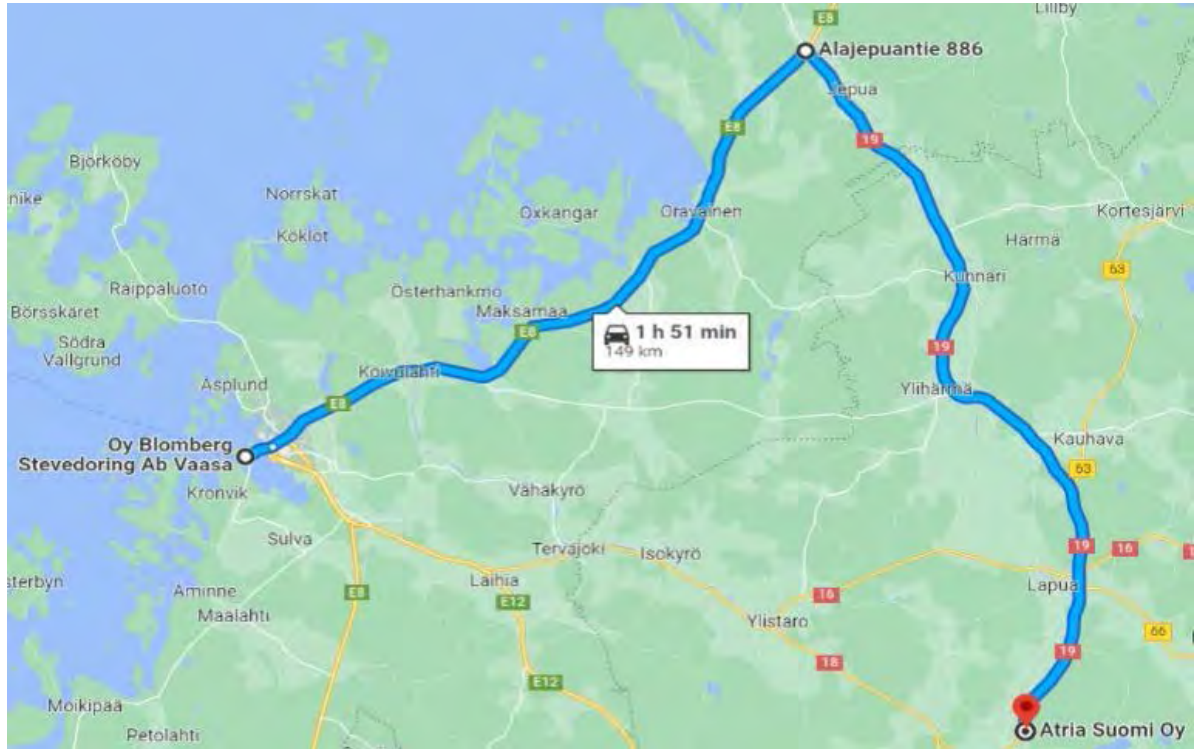 E8
Lillby
Alajepuantie 886
Jepua
E8
19
Björköby
Norrskat
Oxkangar
Oravainen
Kortesjärvi
Köklot
Härmä
63
Kunnari
Raippaluoto
Österhankmo
Maksamaa
Börsskäret
E8
1 h 51 min
149 km
Södra
Vallgrund
19
Asplund
Koivulahti
Ylihärmä
E8
Oy Blomberg
Stevedoring Ab Vaasa
Kauhava
63
Kronvik
Vähäkyrö
Sulva
Tervajoki
Isokyrö
19
16
sterbyn
Laihia
Lapua
Åminne
E8
E12
16
Maalahti
Ylistaro
66
18
19
E12
Moikipää
Petolahti
Atria Suomi Oy